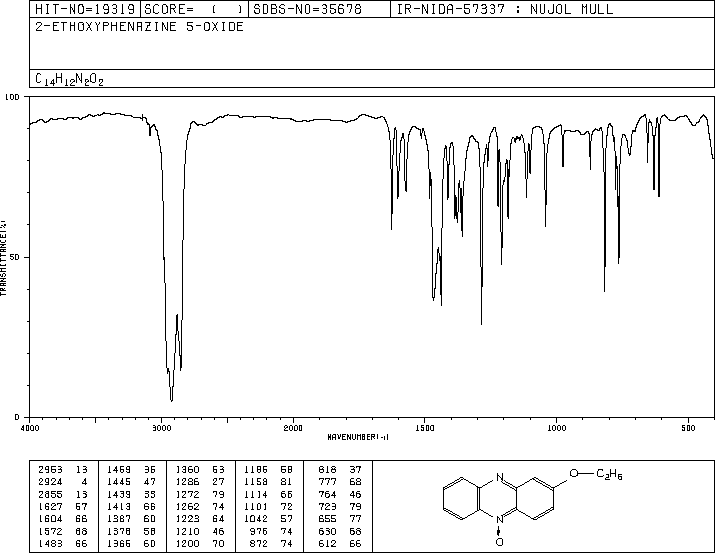 HIT-NO=19319 SCORE= ( ) SDBS-NO=35678 IR-NIDA-57337 : NUJOL MULL
2-ETHOXYPHENAZINE 5-OXIDE
C14H12N2O2
100
50
0
TRANSMITTANCE(%)
4000 3000 2000 1500 1000 500
WAVENUMBER(-1)
2953 13 1459 36 1360 63 1186 68 818 37
2924 4 1445 47 1286 27 1158 81 777 68
2855 13 1439 35 1272 79 1114 66 764 46
1627 57 1413 66 1262 74 1101 72 723 79
1604 66 1387 60 1223 64 1042 57 655 77
1572 68 1378 58 1210 46 976 74 630 68
1483 66 1366 60 1200 70 872 74 612 66
O C2H5
N
N
O